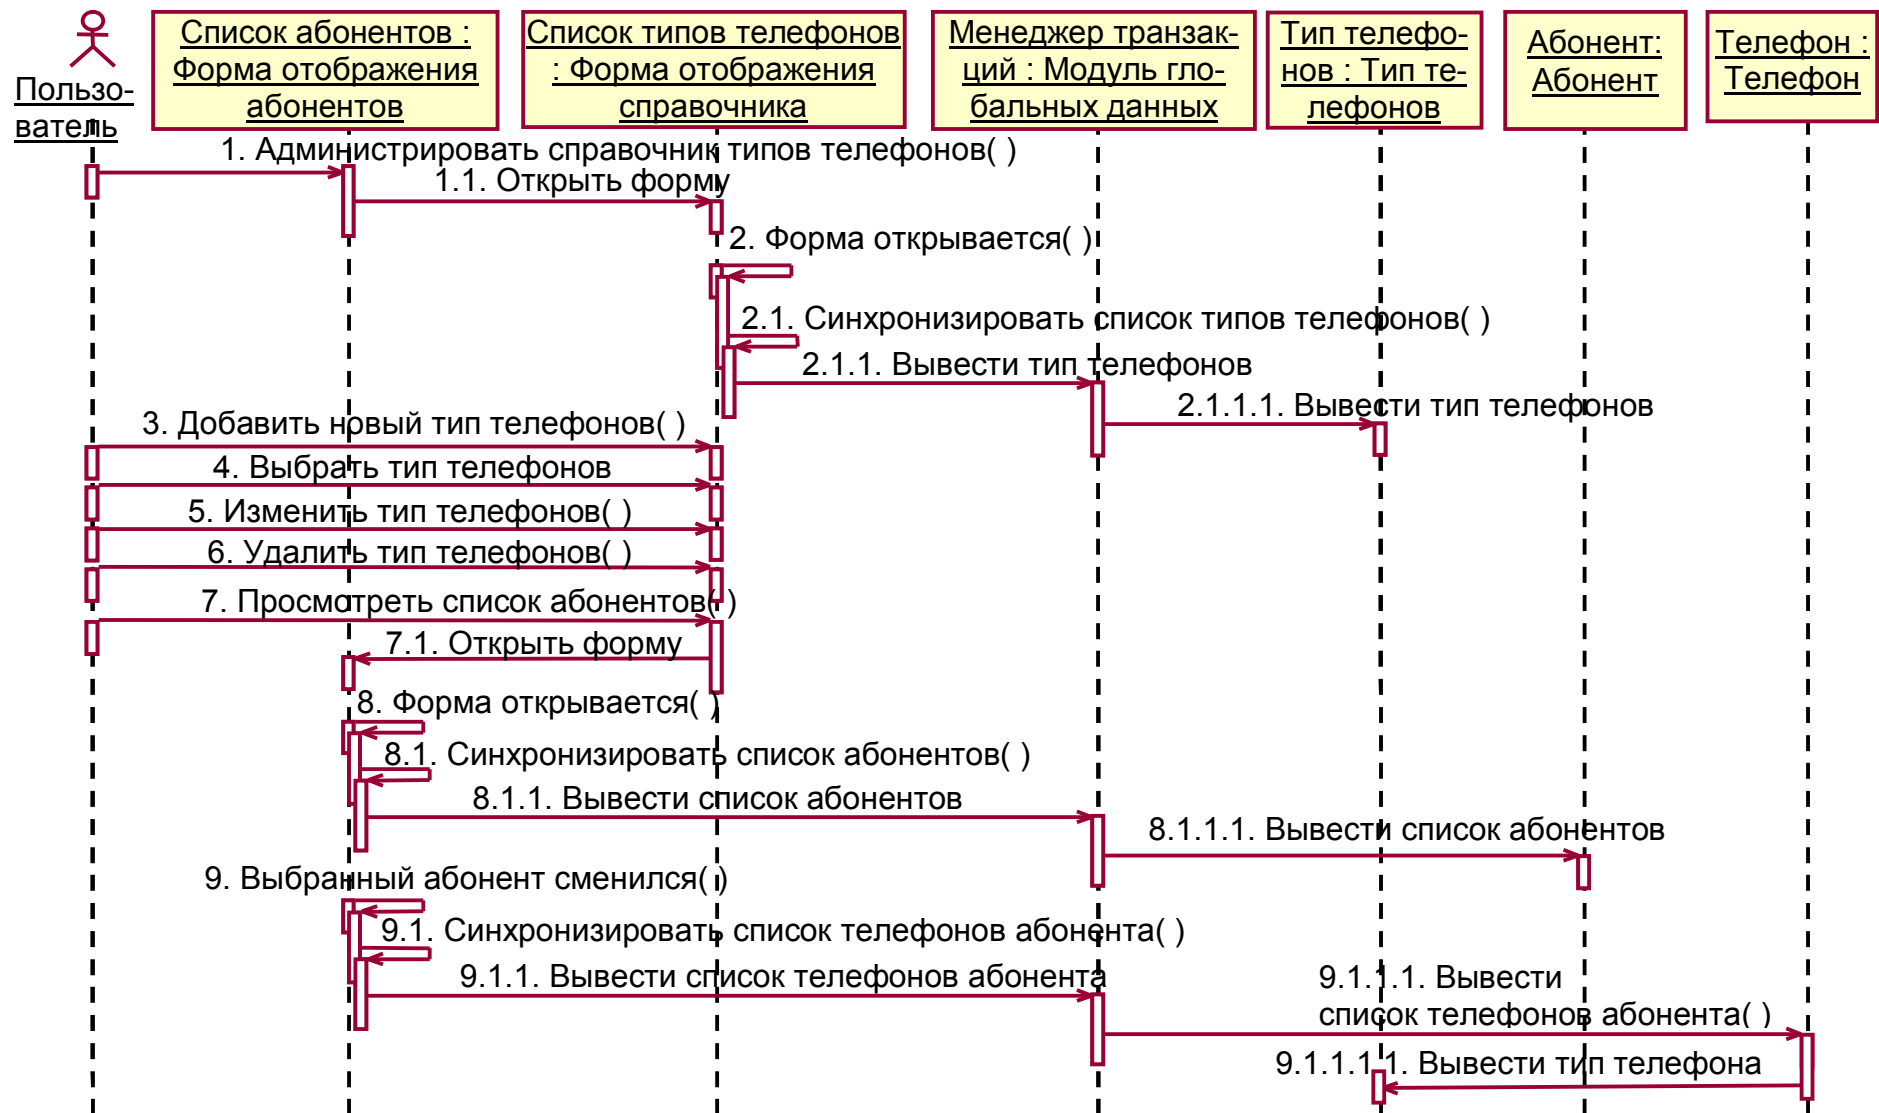 Пользо-
ватель
Список абонентов :
Форма отображения
абонентов
Список типов телефонов
: Форма отображения
справочника
Менеджер транзак-
ций : Модуль гло-
бальных данных
Тип телефо-
нов : Тип те-
лефонов
Абонент:
Абонент
Телефон :
Телефон
1. Администрировать справочник типов телефонов( )
1.1. Открыть форму
2. Форма открывается( )
2.1. Синхронизировать список типов телефонов( )
2.1.1. Вывести тип телефонов
2.1.1.1. Вывести тип телефонов
3. Добавить новый тип телефонов( )
4. Выбрать тип телефонов
5. Изменить тип телефонов( )
6. Удалить тип телефонов( )
7. Просмотреть список абонентов( )
7.1. Открыть форму
8. Форма открывается( )
8.1. Синхронизировать список абонентов( )
8.1.1. Вывести список абонентов
8.1.1.1. Вывести список абонентов
9. Выбранный абонент сменился( )
9.1. Синхронизировать список телефонов абонента( )
9.1.1. Вывести список телефонов абонента
9.1.1.1. Вывести
список телефонов абонента( )
9.1.1.1.1. Вывести тип телефона